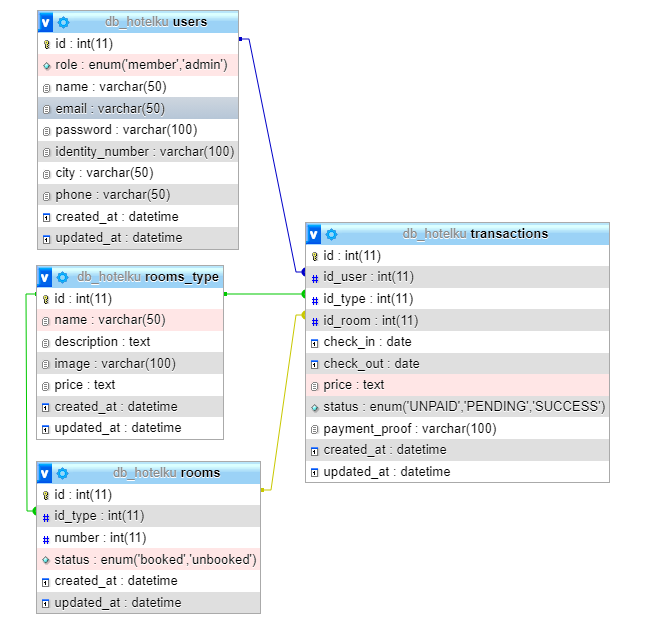 db_hotelku users
id : int(11)
role : enum('member','admin')
name : varchar(50)
email : varchar(50)
password : varchar(100)
identity_number : varchar(100)
city : varchar(50)
phone : varchar(50)
created_at : datetime
updated_at : datetime
db_hotelku transactions
id : int(11)
id_user : int(11)
id_type : int(11)
id_room : int(11)
check_in : date
check_out : date
price : text
status : enum('UNPAID','PENDING','SUCCESS')
payment_proof : varchar(100)
created_at : datetime
updated_at : datetime
db_hotelku rooms_type
id : int(11)
name : varchar(50)
description : text
image : varchar(100)
price : text
created_at : datetime
updated_at : datetime
db_hotelku rooms
id : int(11)
id_type : int(11)
number : int(11)
status : enum('booked','unbooked')
created_at : datetime
updated_at : datetime